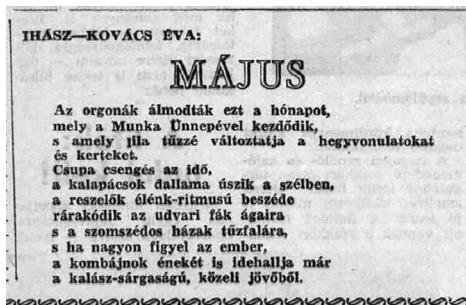 IHÁSZ—KOVÁCS ÉVA:
MÁJUS
Az orgonák álmodták ezt a hónapot,
mely a Munka Ünnepével kezdődik,
s amely lila tűzzé változtatja a hegyvonulatokat
és kerteket.
Csupa csengés az idő,
a kalapácsok dallama úszik a szélben,
a reszelők élénk-ritmusú beszéde
rárakódik az udvari fák ágaira
s a szomszédos házak tűzfalára,
s ha nagyon figyel az ember,
a kombájnok énekét is idehallja már
a kalász-sárgaságú, közeli jövőből.